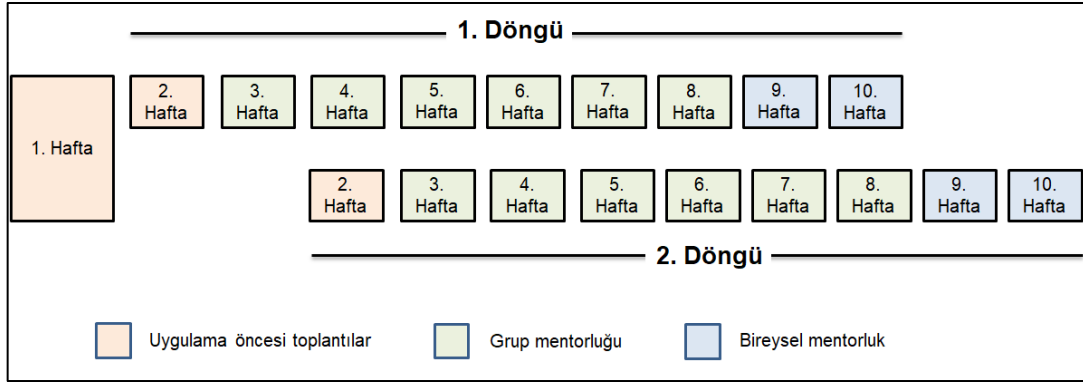 1. Döngü
1. Hafta
2.
Hafta
3.
Hafta
4.
Hafta
5.
Hafta
6.
Hafta
7.
Hafta
8.
Hafta
9.
Hafta
10.
Hafta
2.
Hafta
3.
Hafta
4.
Hafta
5.
Hafta
6.
Hafta
7.
Hafta
8.
Hafta
9.
Hafta
10.
Hafta
2. Döngü
Uygulama öncesi toplantılar
Grup mentorluğu
Bireysel mentorluk